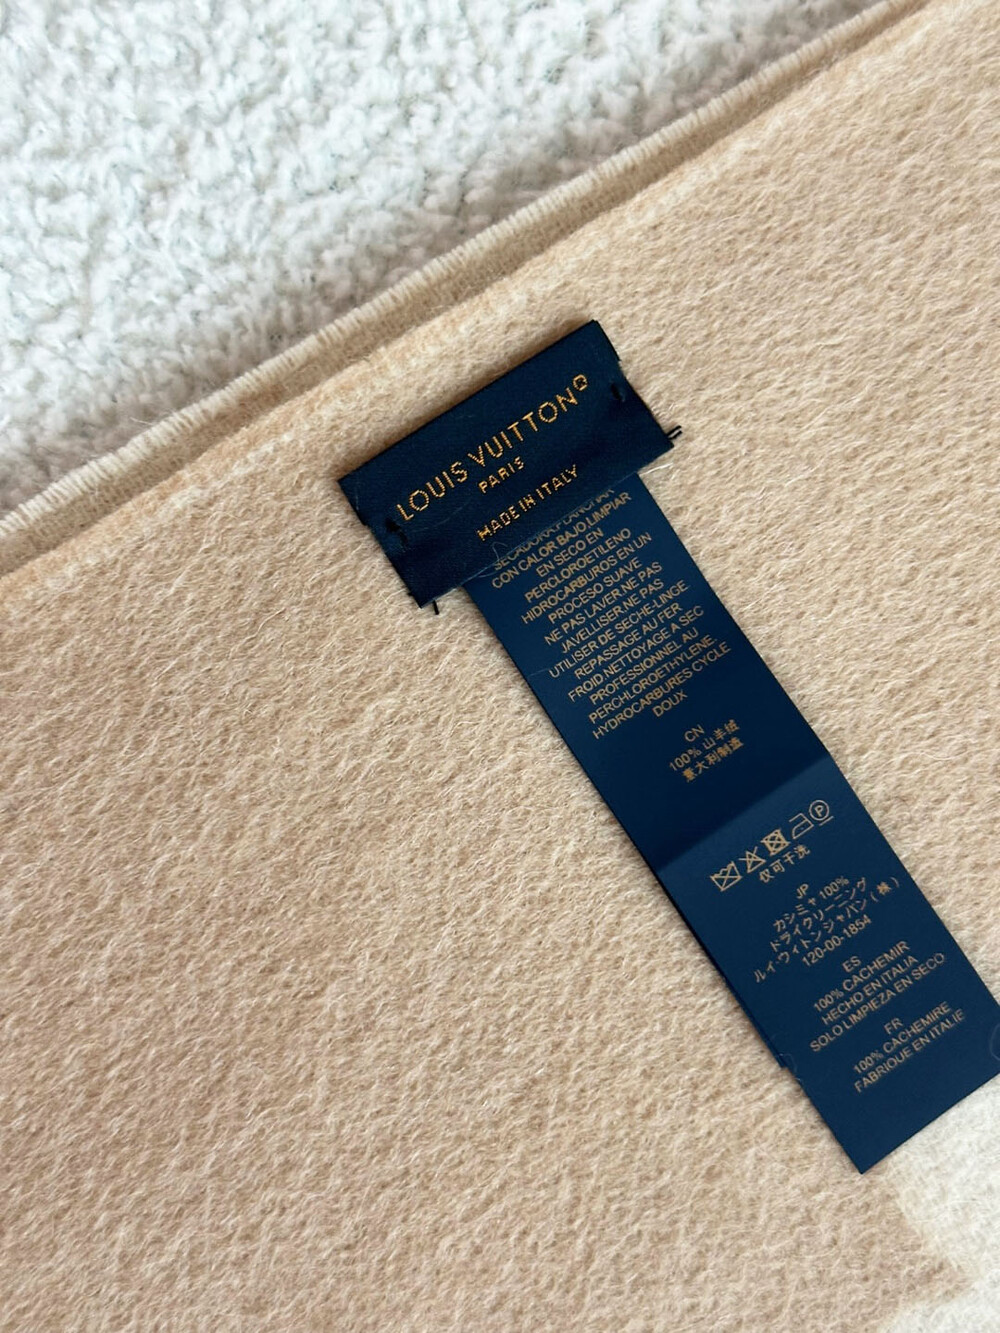 LOUIS VUITTON
PARIS
MADE IN ITALY
SECADORA, PLANCHAR
CON CALOR BAJO, LIMPIAR
EN SECO EN
PERCLOROETILENO
HIDROCARBUROS EN UN
PROCESO SUAVE
NE PAS LAVER.NE PAS
JAVELLISER.NE PAS
UTILISER DE SECHE-LINGE
REPASSAGE AU FER
FROID.NETTOYAGE A SEC
PROFESSIONNEL AU
PERCHLOROETHYLENE
HYDROCARBURES CYCLE
DOUX
CN
100% 山羊绒
意大利制造
P
仅可干洗
JP
カシミヤ 100%
ドライクリーニング
ルイ・ヴィトンジャパン(株)
120-00-1854
ES
100% CACHEMIR
HECHO EN ITALIA
SOLO LIMPIEZA EN SECO
FR
100% CACHEMIRE
FABRIQUE EN ITALIE